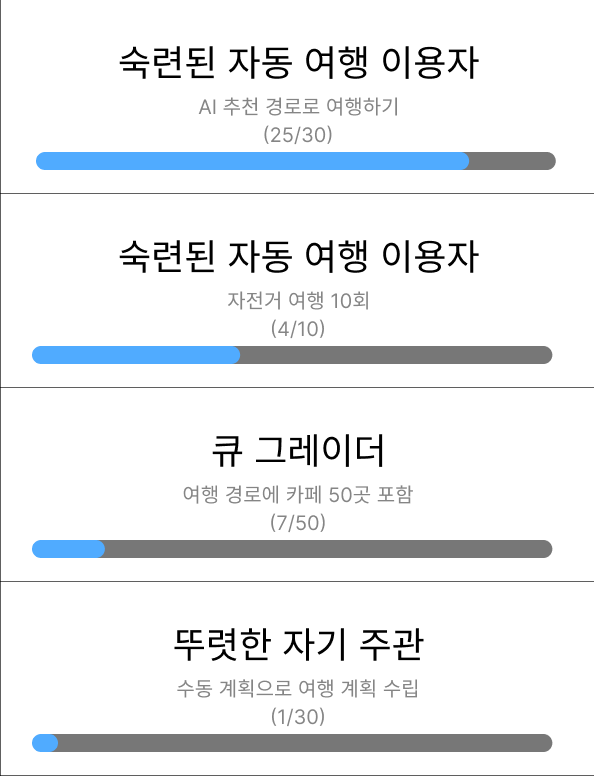 숙련된 자동 여행 이용자
AI 추천 경로로 여행하기
(25/30)
숙련된 자동 여행 이용자
자전거 여행 10회
(4/10)
큐 그레이더
여행 경로에 카페 50곳 포함
(7/50)
뚜렷한 자기 주관
수동 계획으로 여행 계획 수립
(1/30)